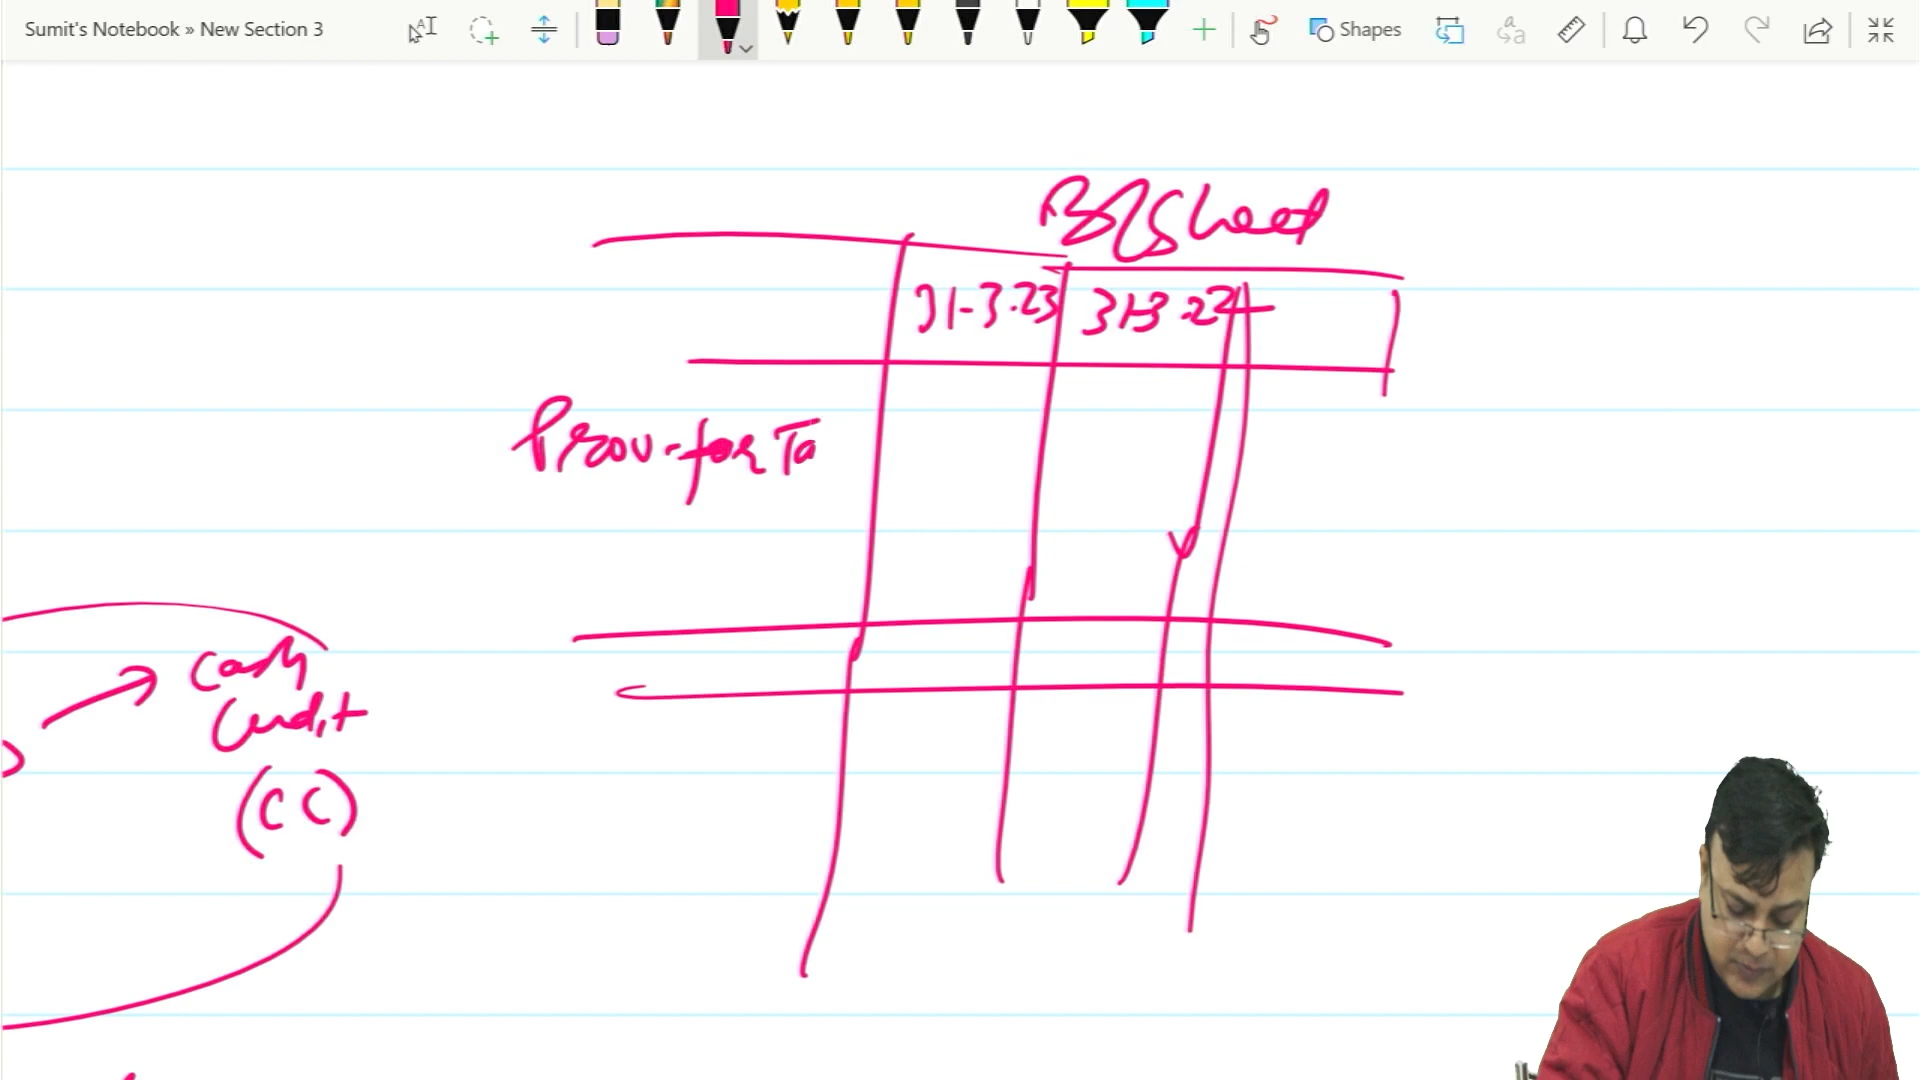 Sumit's Notebook » New Section 3
Shapes
B/Sheet
31-3.23 31-3.24
Prov. for Ta
Cash
Credit
(CC)